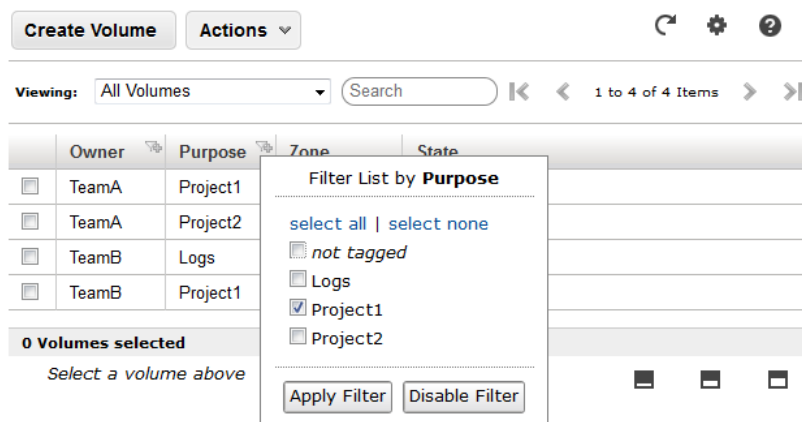 Create Volume Actions
Viewing: All Volumes Search 1 to 4 of 4 Items
Owner Purpose Zone State
TeamA Project1
TeamA Project2
TeamB Logs
TeamB Project1
Filter List by Purpose
select all | select none
not tagged
Logs
Project1
Project2
Apply Filter Disable Filter
0 Volumes selected
Select a volume above